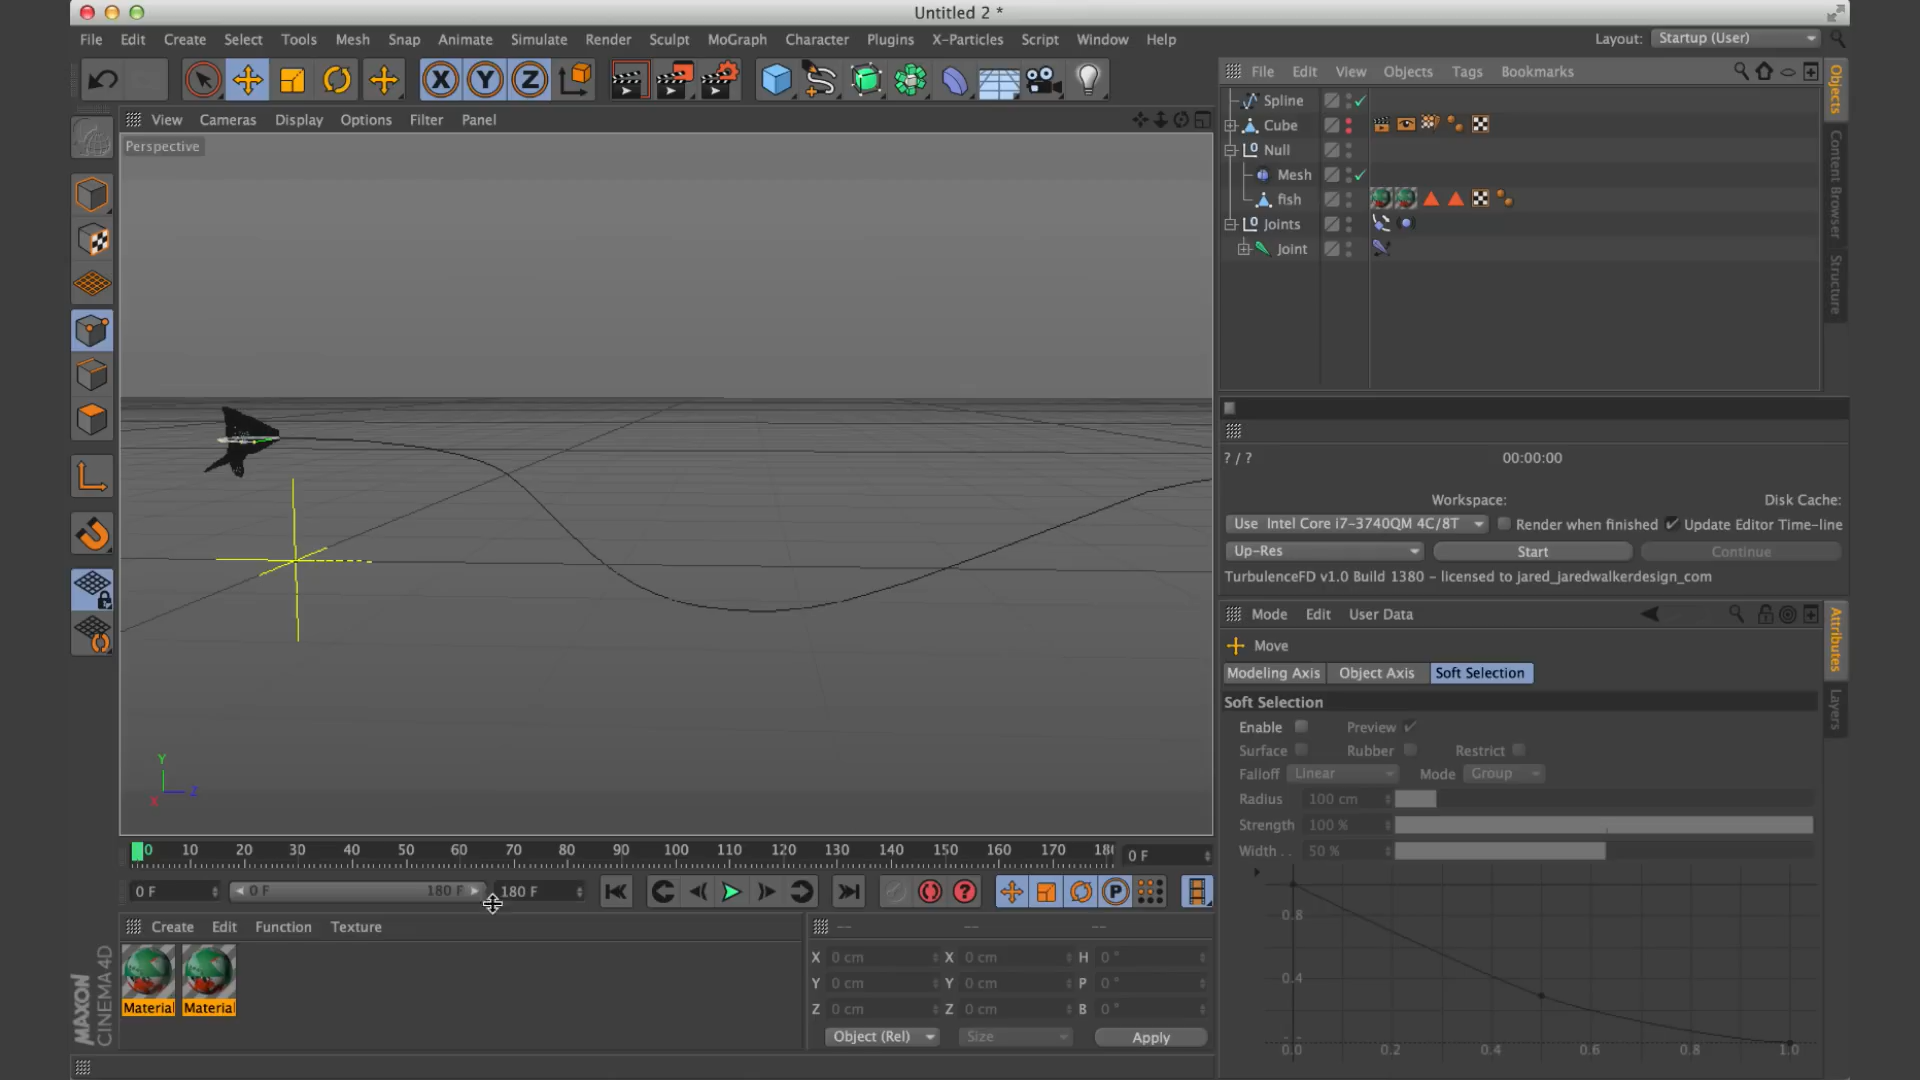 Untitled 2 *
File Edit Create Select Tools Mesh Snap Animate Simulate Render Sculpt MoGraph Character Plugins X-Particles Script Window Help
Layout: Startup (User)
X Y Z
File Edit View Objects Tags Bookmarks
View Cameras Display Options Filter Panel
Perspective
Spline
Cube
Null
Mesh
fish
Joints
Joint
Objects
Content Browser
Structure
? / ? 00:00:00
Workspace: Disk Cache:
Use Intel Core i7-3740QM 4C/8T Render when finished Update Editor Time-line
Up-Res Start Continue
TurbulenceFD v1.0 Build 1380 - licensed to jared_jaredwalkerdesign_com
Mode Edit User Data
Move
Modeling Axis Object Axis Soft Selection
Soft Selection
Enable Preview
Surface Rubber Restrict
Falloff Linear Mode Group
Radius 100 cm
Strength 100 %
Width . . 50 %
0.8
0.4
0.0 0.2 0.4 0.6 0.8 1.0
Attributes
Layers
Y
X Z
0 10 20 30 40 50 60 70 80 90 100 110 120 130 140 150 160 170 0 F
0 F 0 F 180 F 180 F
P
Create Edit Function Texture
Material Material
-- -- --
X 0 cm X 0 cm H 0 °
Y 0 cm Y 0 cm P 0 °
Z 0 cm Z 0 cm B 0 °
Object (Rel) Size Apply
MAXON
CINEMA 4D